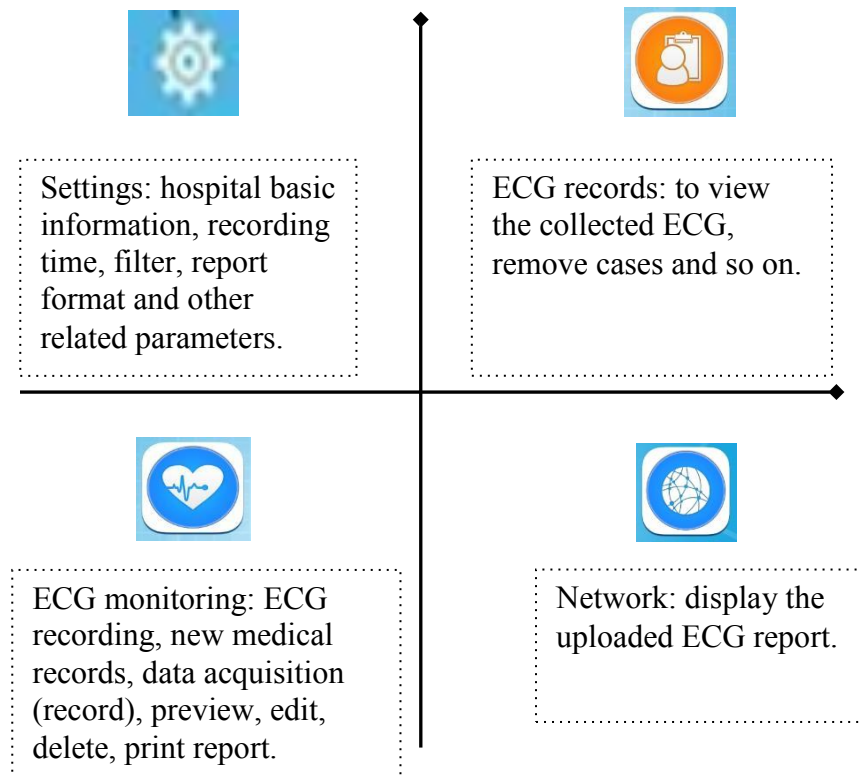 Settings: hospital basic
information, recording
time, filter, report
format and other
related parameters.
ECG records: to view
the collected ECG,
remove cases and so on.
ECG monitoring: ECG
recording, new medical
records, data acquisition
(record), preview, edit,
delete, print report.
Network: display the
uploaded ECG report.